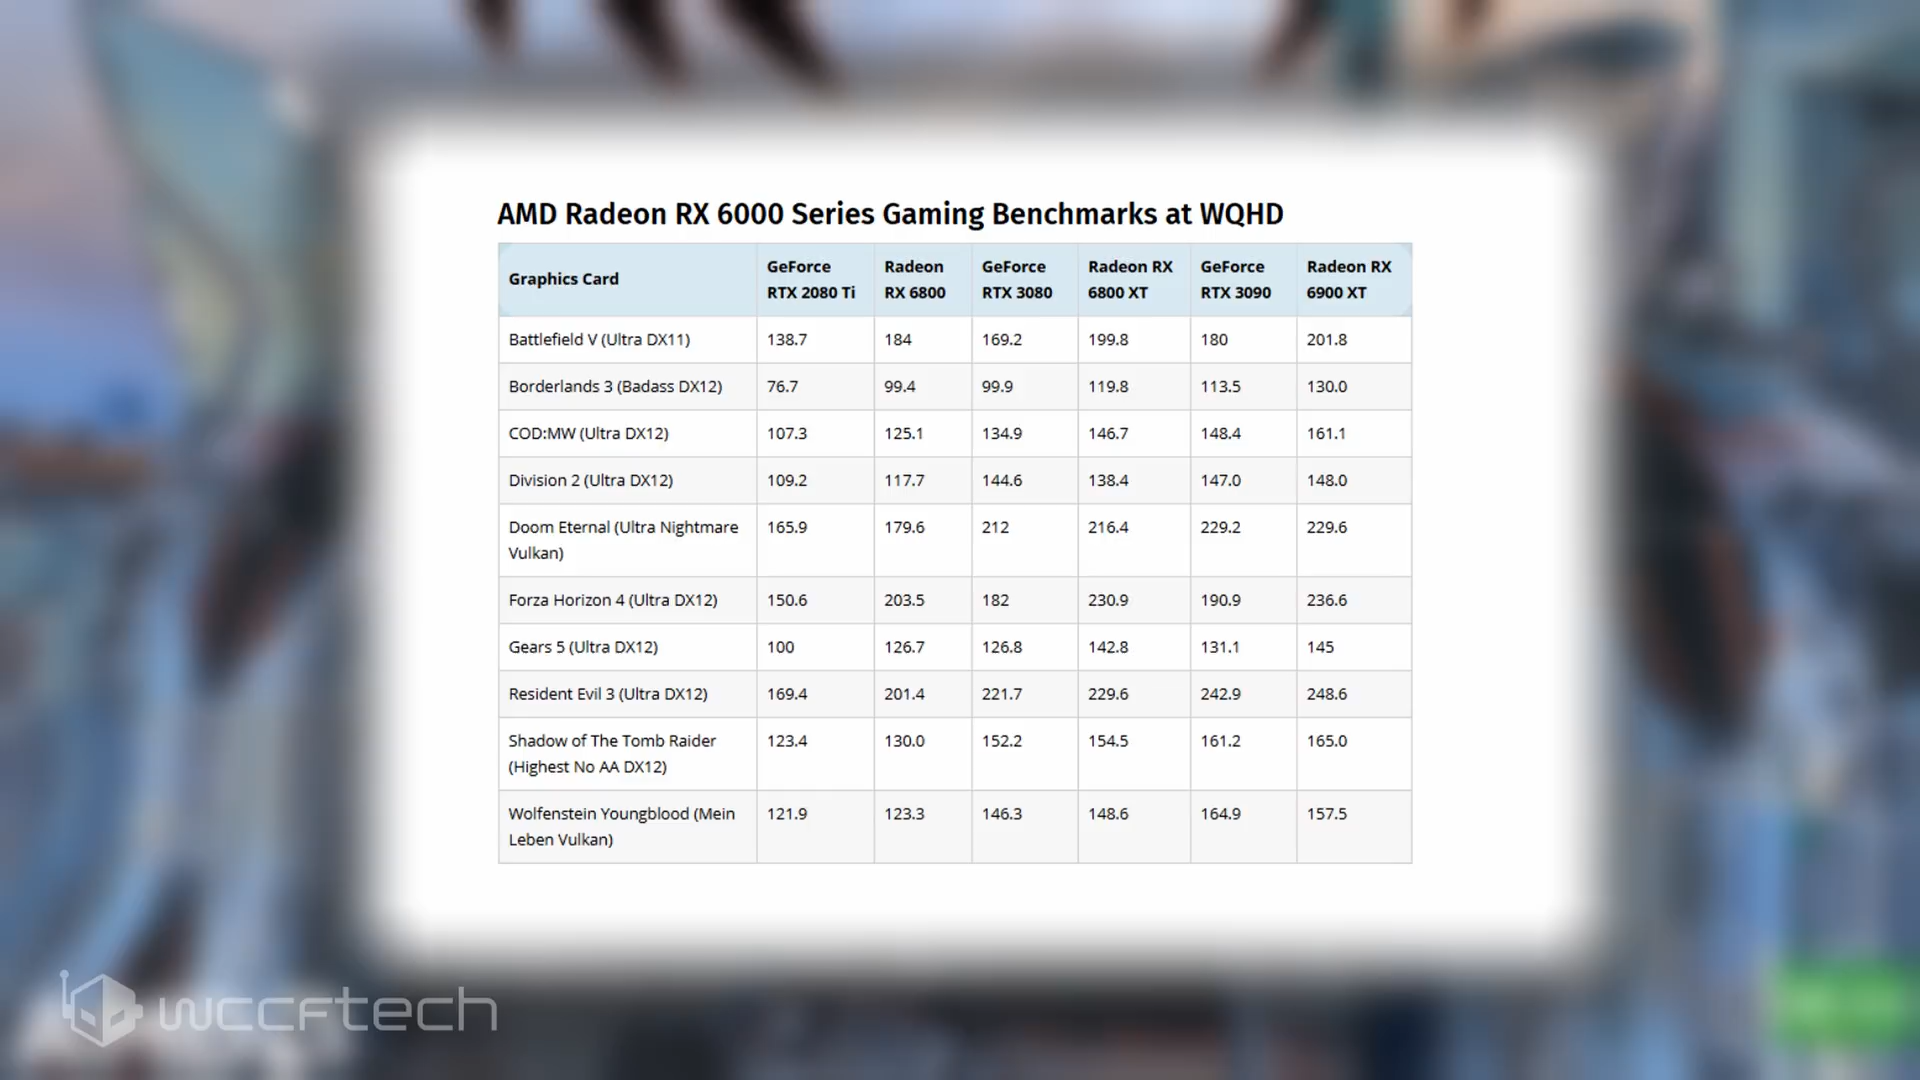 AMD Radeon RX 6000 Series Gaming Benchmarks at WQHD
Graphics Card GeForce RTX 2080 Ti Radeon RX 6800 GeForce RTX 3080 Radeon RX 6800 XT GeForce RTX 3090 Radeon RX 6900 XT
Battlefield V (Ultra DX11) 138.7 184 169.2 199.8 180 201.8
Borderlands 3 (Badass DX12) 76.7 99.4 99.9 119.8 113.5 130.0
COD:MW (Ultra DX12) 107.3 125.1 134.9 146.7 148.4 161.1
Division 2 (Ultra DX12) 109.2 117.7 144.6 138.4 147.0 148.0
Doom Eternal (Ultra Nightmare Vulkan) 165.9 179.6 212 216.4 229.2 229.6
Forza Horizon 4 (Ultra DX12) 150.6 203.5 182 230.9 190.9 236.6
Gears 5 (Ultra DX12) 100 126.7 126.8 142.8 131.1 145
Resident Evil 3 (Ultra DX12) 169.4 201.4 221.7 229.6 242.9 248.6
Shadow of The Tomb Raider (Highest No AA DX12) 123.4 130.0 152.2 154.5 161.2 165.0
Wolfenstein Youngblood (Mein Leben Vulkan) 121.9 123.3 146.3 148.6 164.9 157.5
wccftech